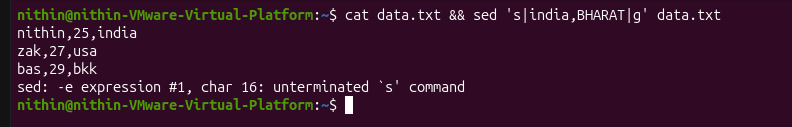 nithin@nithin-VMware-Virtual-Platform:~$ cat data.txt && sed 's|india,BHARAT|g' data.txt
nithin,25,india
zak,27,usa
bas,29,bkk
sed: -e expression #1, char 16: unterminated `s' command
nithin@nithin-VMware-Virtual-Platform:~$